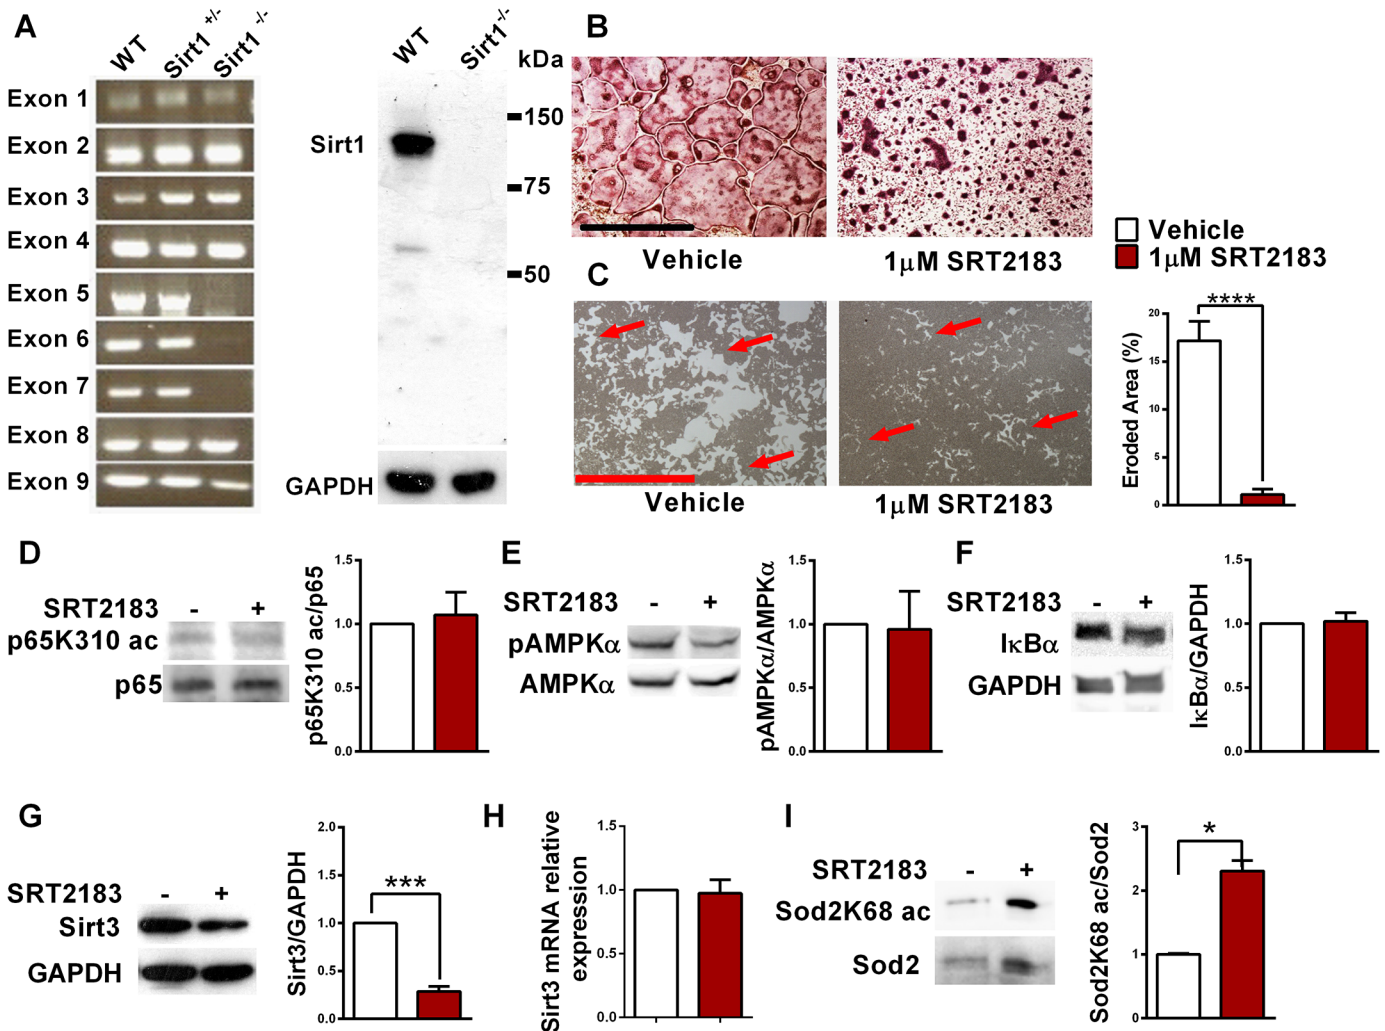 A
WT
Sirt1 +/-
Sirt1 -/-
Exon 1
Exon 2
Exon 3
Exon 4
Exon 5
Exon 6
Exon 7
Exon 8
Exon 9
WT
Sirt1 -/-
kDa
150
75
50
Sirt1
GAPDH
B
Vehicle
1μM SRT2183
C
Vehicle
1μM SRT2183
Vehicle
1μM SRT2183
Eroded Area (%)
20
15
10
5
0
****
D
SRT2183 - +
p65K310 ac
p65
p65K310 ac/p65
1.5
1.0
0.5
0.0
E
SRT2183 - +
pAMPKα
AMPKα
pAMPKα/AMPKα
1.5
1.0
0.5
0.0
F
SRT2183 - +
IκBα
GAPDH
IκBα/GAPDH
1.5
1.0
0.5
0.0
G
SRT2183 - +
Sirt3
GAPDH
Sirt3/GAPDH
2.0
1.5
1.0
0.5
0.0
***
H
Sirt3 mRNA relative
expression
1.5
1.0
0.5
0.0
I
SRT2183 - +
Sod2K68 ac
Sod2
Sod2K68 ac/Sod2
3
2
1
0
*